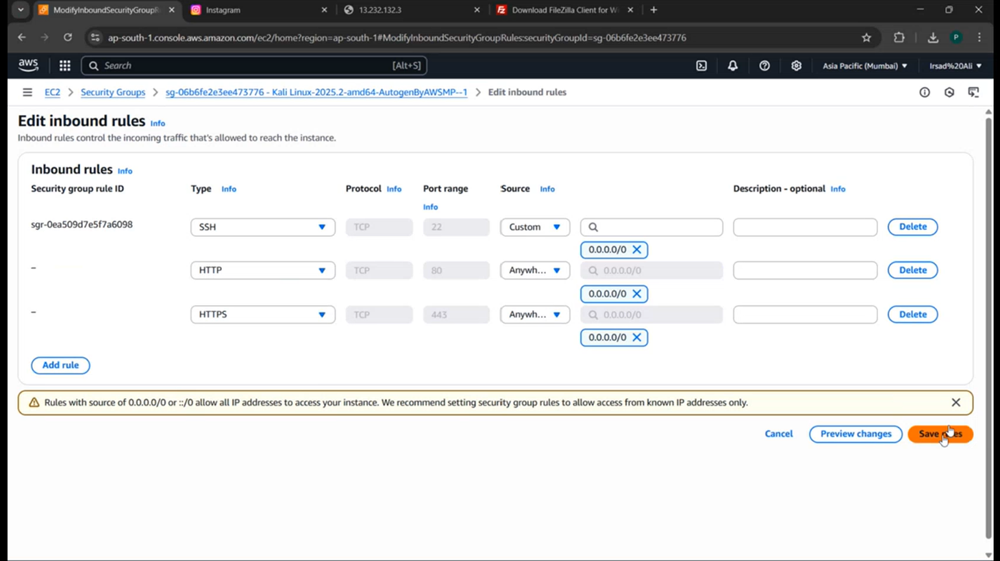 ModifyInboundSecurityGroupR
Instagram
13.232.132.3
Download FileZilla Client for Wi
ap-south-1.console.aws.amazon.com/ec2/home?region=ap-south-1#ModifyInboundSecurityGroupRules:securityGroupId=sg-06b6fe2e3ee473776
P
aws
Search
[Alt+S]
Asia Pacific (Mumbai)
Irsad%20Ali
EC2 > Security Groups > sg-06b6fe2e3ee473776 - Kali Linux-2025.2-amd64-AutogenByAWSMP--1 > Edit inbound rules
Edit inbound rules Info
Inbound rules control the incoming traffic that's allowed to reach the instance.
Inbound rules Info
Security group rule ID Type Info Protocol Info Port range Info Source Info Description - optional Info
sgr-0ea509d7e5f7a6098 SSH TCP 22 Custom Delete
0.0.0.0/0
– HTTP TCP 80 Anywh... 0.0.0.0/0 Delete
0.0.0.0/0
– HTTPS TCP 443 Anywh... 0.0.0.0/0 Delete
0.0.0.0/0
Add rule
Rules with source of 0.0.0.0/0 or ::/0 allow all IP addresses to access your instance. We recommend setting security group rules to allow access from known IP addresses only.
Cancel Preview changes Save rules